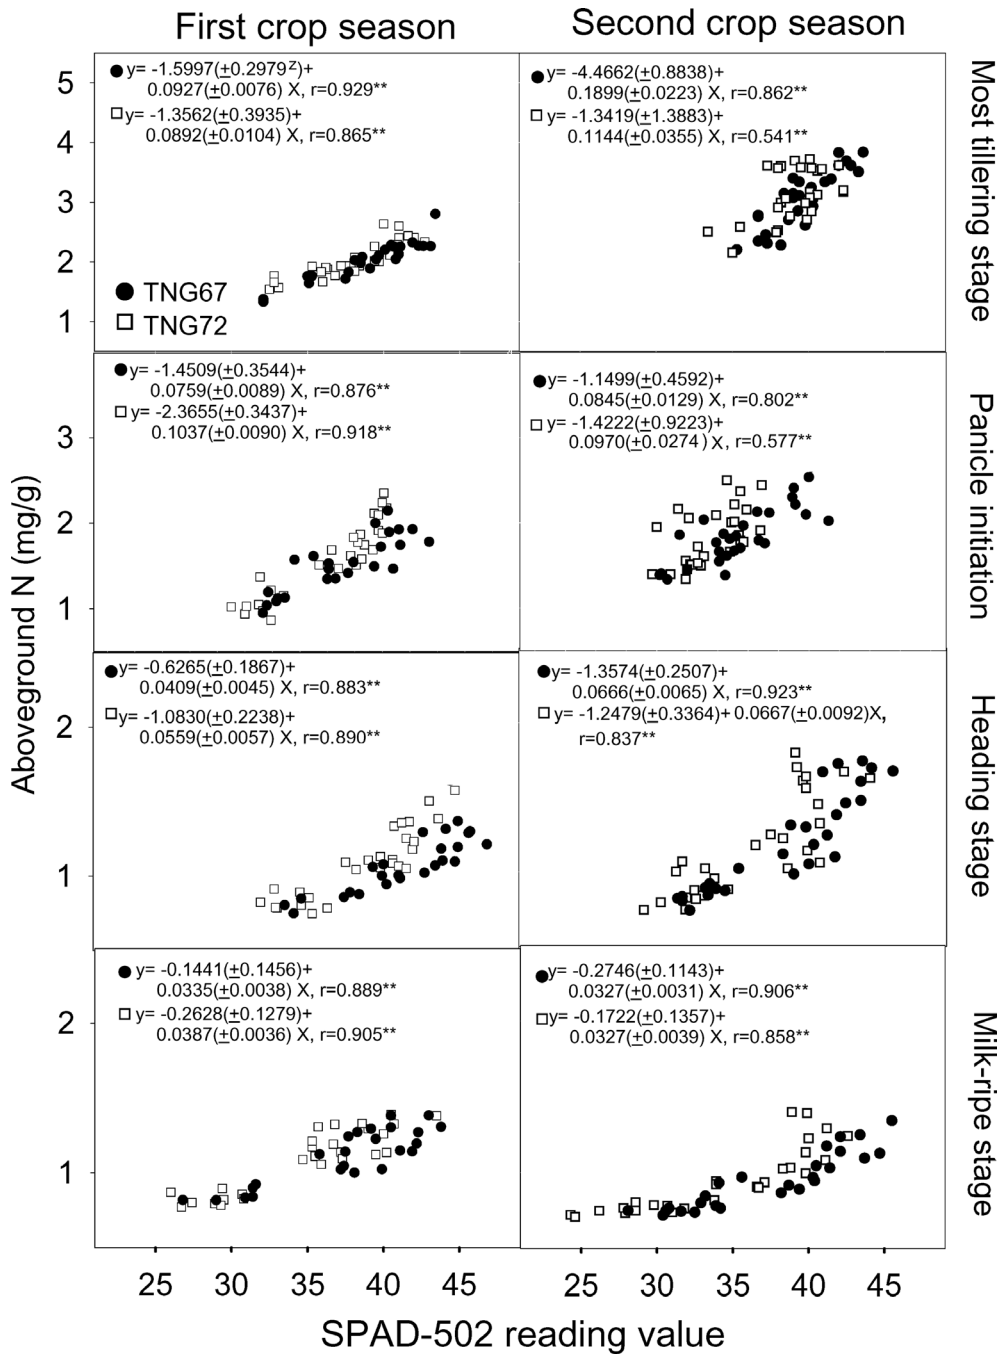 First crop season
Second crop season
y= -1.5997(±0.2979ᶻ)+
0.0927(±0.0076) X, r=0.929**
y= -1.3562(±0.3935)+
0.0892(±0.0104) X, r=0.865**
TNG67
TNG72
y= -4.4662(±0.8838)+
0.1899(±0.0223) X, r=0.862**
y= -1.3419(±1.3883)+
0.1144(±0.0355) X, r=0.541**
Most tillering stage
5
4
3
2
1
y= -1.4509(±0.3544)+
0.0759(±0.0089) X, r=0.876**
y= -2.3655(±0.3437)+
0.1037(±0.0090) X, r=0.918**
y= -1.1499(±0.4592)+
0.0845(±0.0129) X, r=0.802**
y= -1.4222(±0.9223)+
0.0970(±0.0274) X, r=0.577**
Panicle initiation
3
2
1
Aboveground N (mg/g)
y= -0.6265(±0.1867)+
0.0409(±0.0045) X, r=0.883**
y= -1.0830(±0.2238)+
0.0559(±0.0057) X, r=0.890**
y= -1.3574(±0.2507)+
0.0666(±0.0065) X, r=0.923**
y= -1.2479(±0.3364)+ 0.0667(±0.0092)X,
r=0.837**
Heading stage
2
1
y= -0.1441(±0.1456)+
0.0335(±0.0038) X, r=0.889**
y= -0.2628(±0.1279)+
0.0387(±0.0036) X, r=0.905**
y= -0.2746(±0.1143)+
0.0327(±0.0031) X, r=0.906**
y= -0.1722(±0.1357)+
0.0327(±0.0039) X, r=0.858**
Milk-ripe stage
2
1
25 30 35 40 45 25 30 35 40 45
SPAD-502 reading value